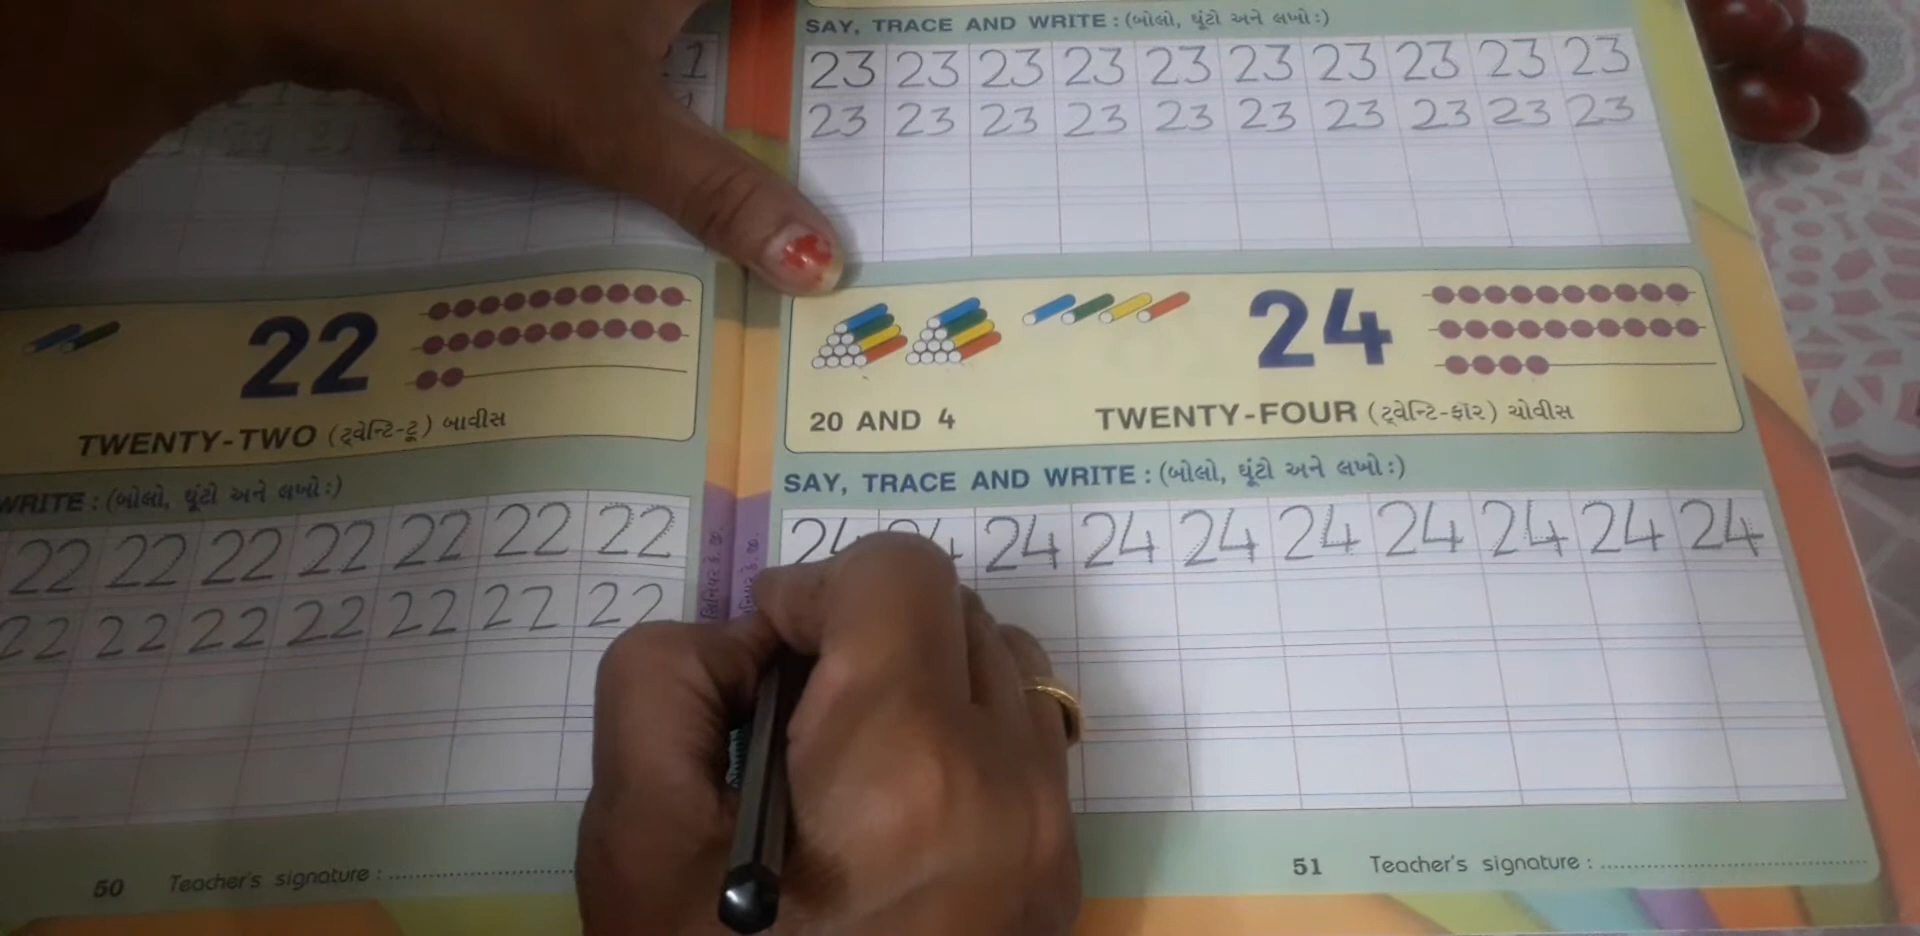 1
22
TWENTY-TWO (ટ્વેન્ટિ-ટૂ) બાવીસ
WRITE : (બોલો, ઘૂંટો અને લખો :)
22 22 22 22 22 22 22
22 22 22 22 22 22 22
50 Teacher's signature :
SAY, TRACE AND WRITE : (બોલો, ઘૂંટો અને લખો :)
23 23 23 23 23 23 23 23 23 23
23 23 23 23 23 23 23 23 23 23
24
20 AND 4 TWENTY-FOUR (ટ્વેન્ટિ-ફૉર) ચોવીસ
SAY, TRACE AND WRITE : (બોલો, ઘૂંટો અને લખો :)
24 24 24 24 24 24 24 24 24 24
51 Teacher's signature :